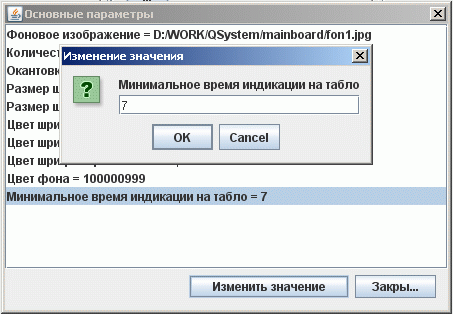 Основные параметры
Фоновое изображение = D:/WORK/QSystem/mainboard/fon1.jpg
Количест
Изменение значения
Окантовк
Минимальное время индикации на табло
Размер ш
7
Размер ш
Цвет шри
OK
Cancel
Цвет шри
Цвет шри
Цвет фона = 100000999
Минимальное время индикации на табло = 7
Изменить значение
Закры...